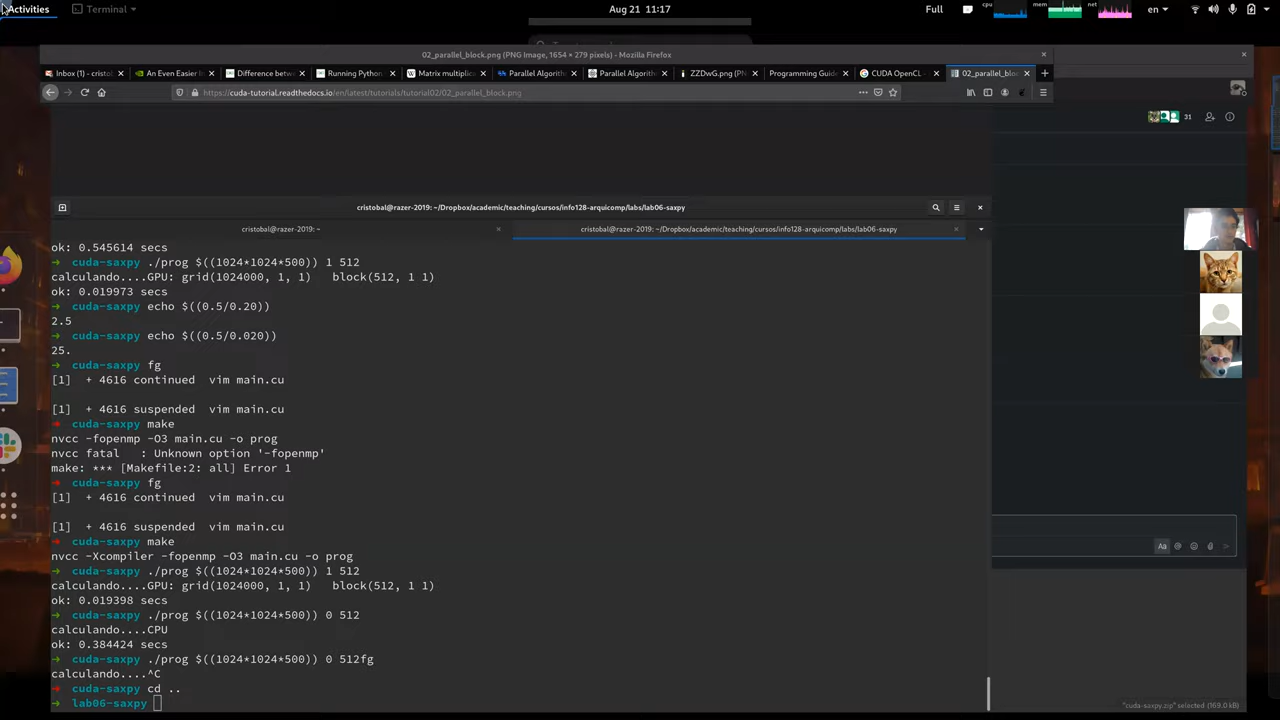 Activities
Terminal
Aug 21 11:17
Full
cpu
mem
net
en
02_parallel_block.png (PNG Image, 1654 × 279 pixels) - Mozilla Firefox
Inbox (1) - cristo
An Even Easier I
Difference betw
Running Python
Matrix multiplica
Parallel Algorith
Parallel Algorith
ZZDwG.png (PN
Programming Guide
CUDA OpenCL -
02_parallel_bloc
https://cuda-tutorial.readthedocs.io/en/latest/tutorials/tutorial02/02_parallel_block.png
31
cristobal@razer-2019: ~/Dropbox/academic/teaching/cursos/info128-arquicomp/labs/lab06-saxpy
cristobal@razer-2019: ~
cristobal@razer-2019: ~/Dropbox/academic/teaching/cursos/info128-arquicomp/labs/lab06-saxpy
ok: 0.545614 secs
→ cuda-saxpy ./prog $((1024*1024*500)) 1 512
calculando....GPU: grid(1024000, 1, 1)   block(512, 1 1)
ok: 0.019973 secs
→ cuda-saxpy echo $((0.5/0.20))
2.5
→ cuda-saxpy echo $((0.5/0.020))
25.
→ cuda-saxpy fg
[1]  + 4616 continued  vim main.cu
[1]  + 4616 suspended  vim main.cu
→ cuda-saxpy make
nvcc -fopenmp -O3 main.cu -o prog
nvcc fatal   : Unknown option '-fopenmp'
make: *** [Makefile:2: all] Error 1
→ cuda-saxpy fg
[1]  + 4616 continued  vim main.cu
[1]  + 4616 suspended  vim main.cu
→ cuda-saxpy make
nvcc -Xcompiler -fopenmp -O3 main.cu -o prog
→ cuda-saxpy ./prog $((1024*1024*500)) 1 512
calculando....GPU: grid(1024000, 1, 1)   block(512, 1 1)
ok: 0.019398 secs
→ cuda-saxpy ./prog $((1024*1024*500)) 0 512
calculando....CPU
ok: 0.384424 secs
→ cuda-saxpy ./prog $((1024*1024*500)) 0 512fg
calculando....^C
→ cuda-saxpy cd ..
→ lab06-saxpy
Aa
"cuda-saxpy.zip" selected (169.0 kB)